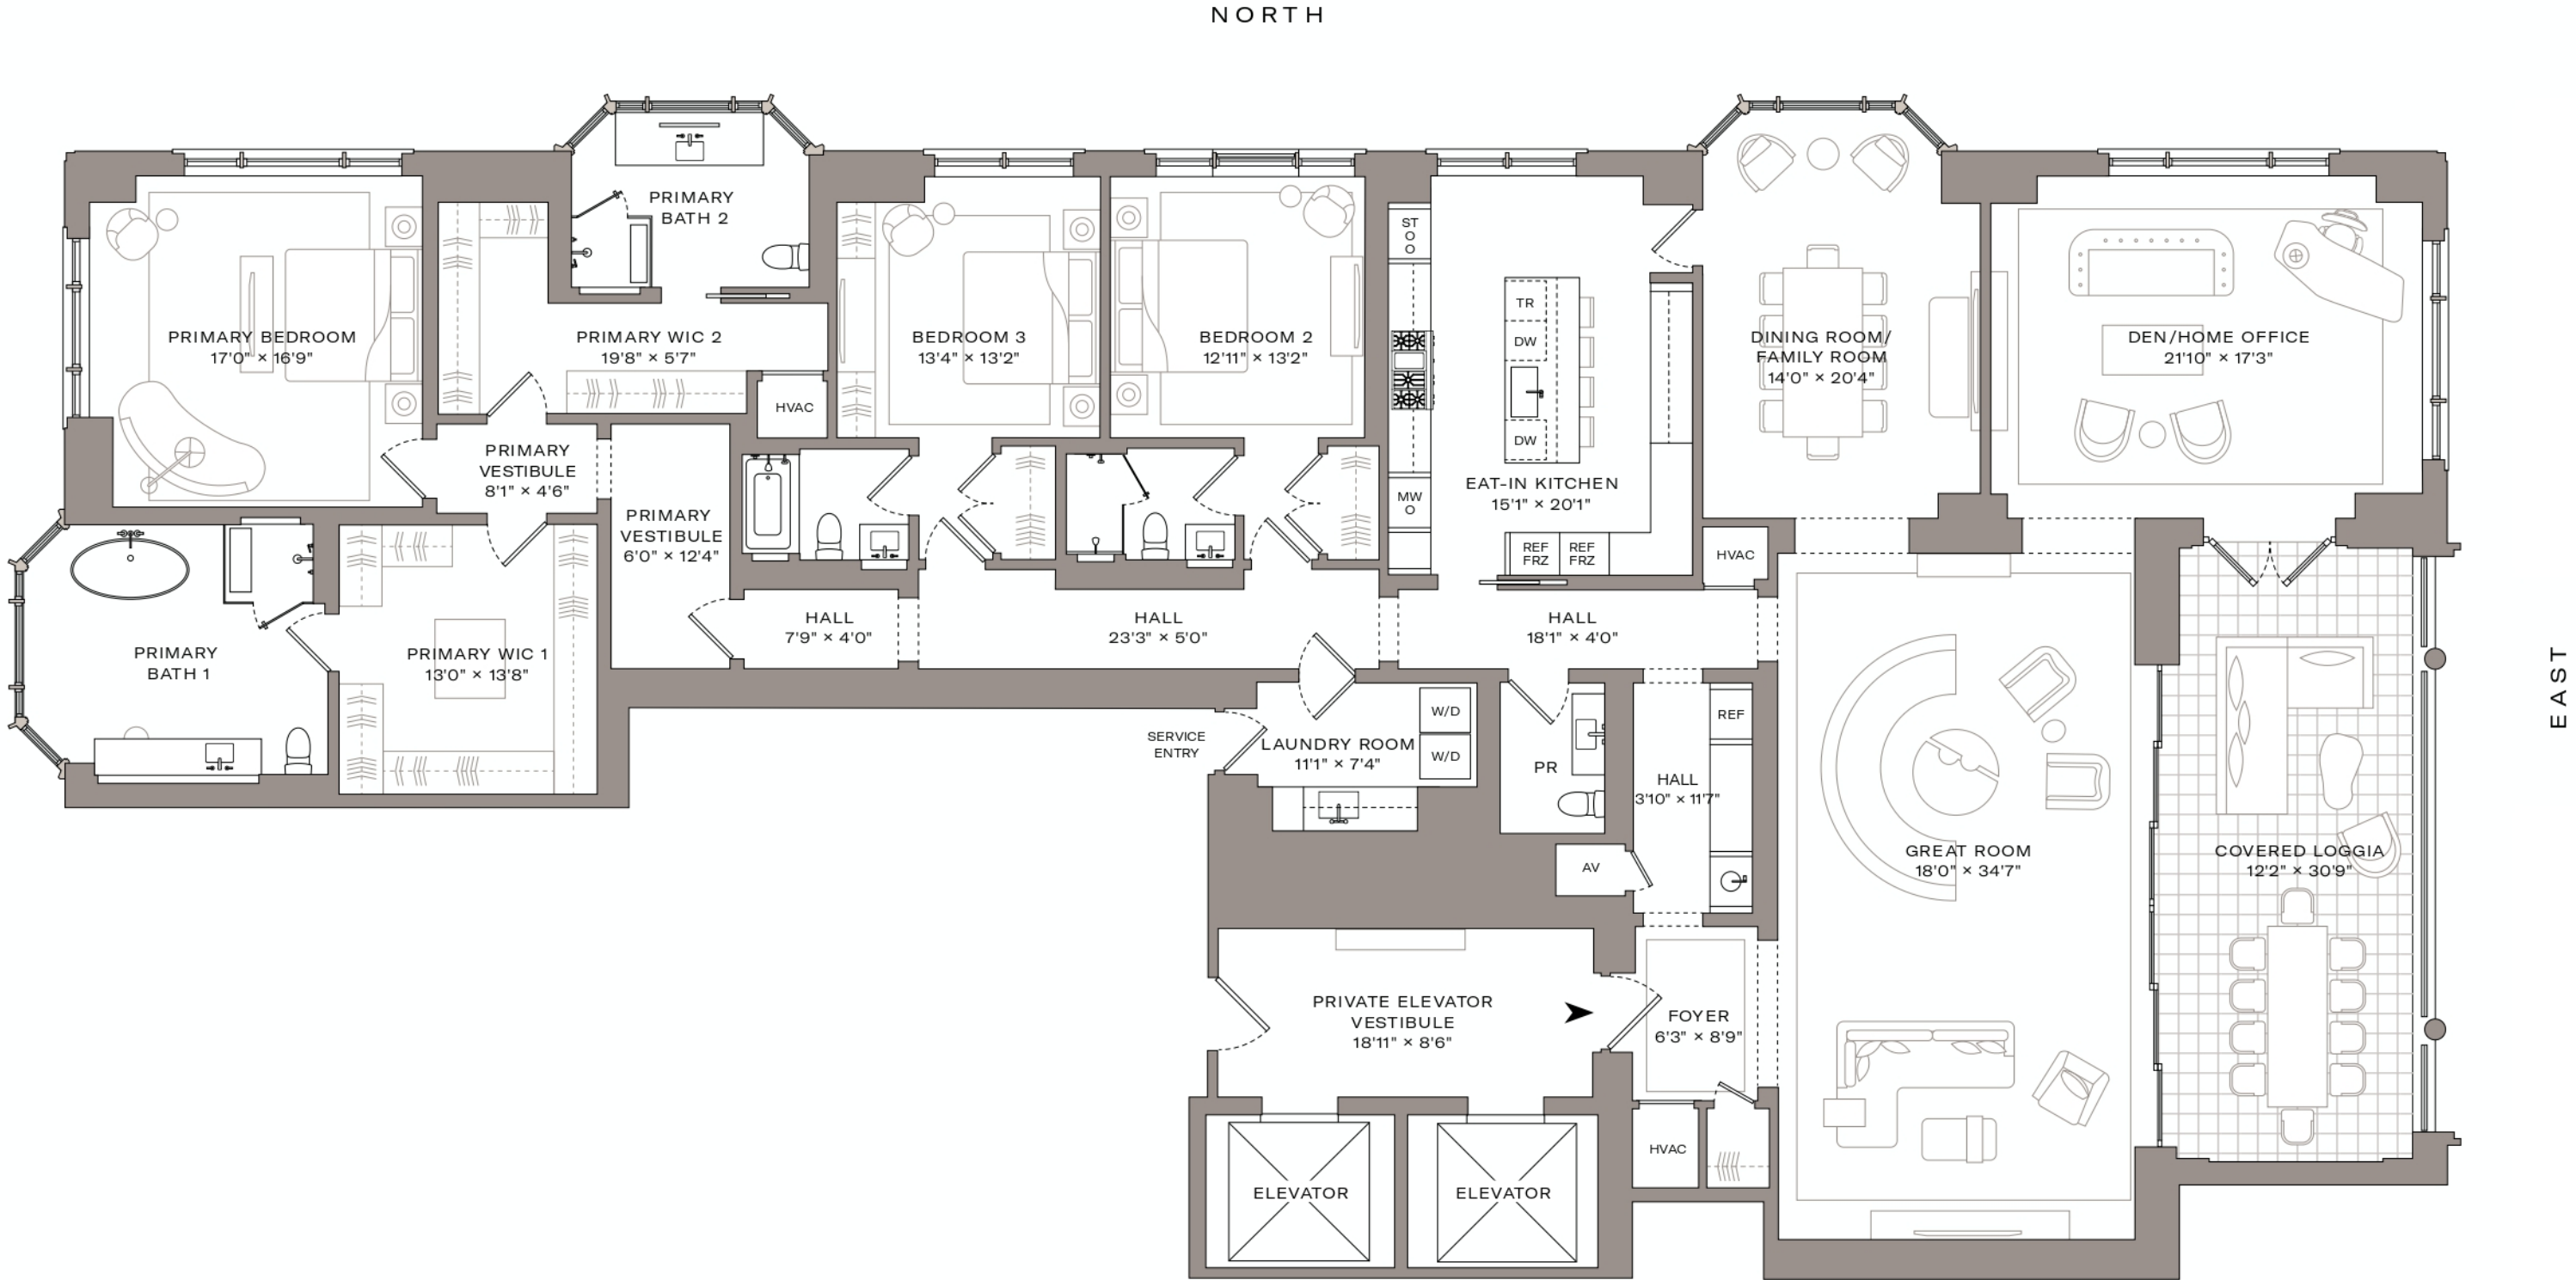 NORTH
PRIMARY
BATH 2
ST
O
O
TR
PRIMARY BEDROOM
17'0" × 16'9"
PRIMARY WIC 2
19'8" × 5'7"
BEDROOM 3
13'4" × 13'2"
BEDROOM 2
12'11" × 13'2"
DW
DINING ROOM/
FAMILY ROOM
14'0" × 20'4"
DEN/HOME OFFICE
21'10" × 17'3"
HVAC
DW
PRIMARY
VESTIBULE
8'1" × 4'6"
EAT-IN KITCHEN
15'1" × 20'1"
MW
O
PRIMARY
VESTIBULE
6'0" × 12'4"
REF
FRZ
REF
FRZ
HVAC
HALL
7'9" × 4'0"
HALL
23'3" × 5'0"
HALL
18'1" × 4'0"
PRIMARY
BATH 1
PRIMARY WIC 1
13'0" × 13'8"
EAST
W/D
REF
SERVICE
ENTRY
LAUNDRY ROOM
11'1" × 7'4"
W/D
PR
HALL
3'10" × 11'7"
AV
GREAT ROOM
18'0" × 34'7"
COVERED LOGGIA
12'2" × 30'9"
PRIVATE ELEVATOR
VESTIBULE
18'11" × 8'6"
FOYER
6'3" × 8'9"
HVAC
ELEVATOR
ELEVATOR